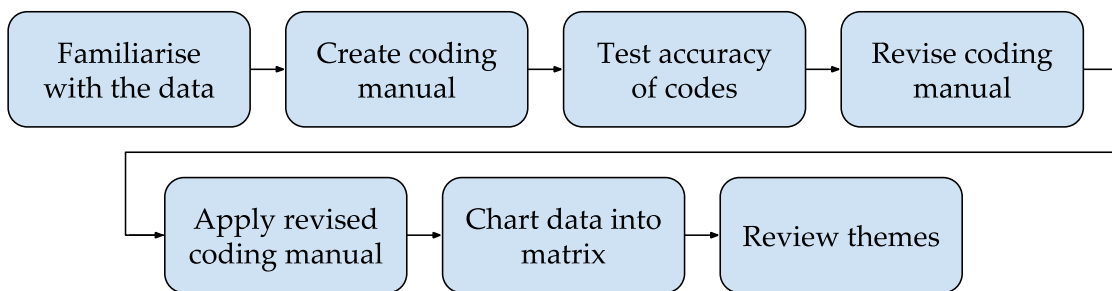 Familiarise
with the data
Create coding
manual
Test accuracy
of codes
Revise coding
manual
Apply revised
coding manual
Chart data into
matrix
Review themes